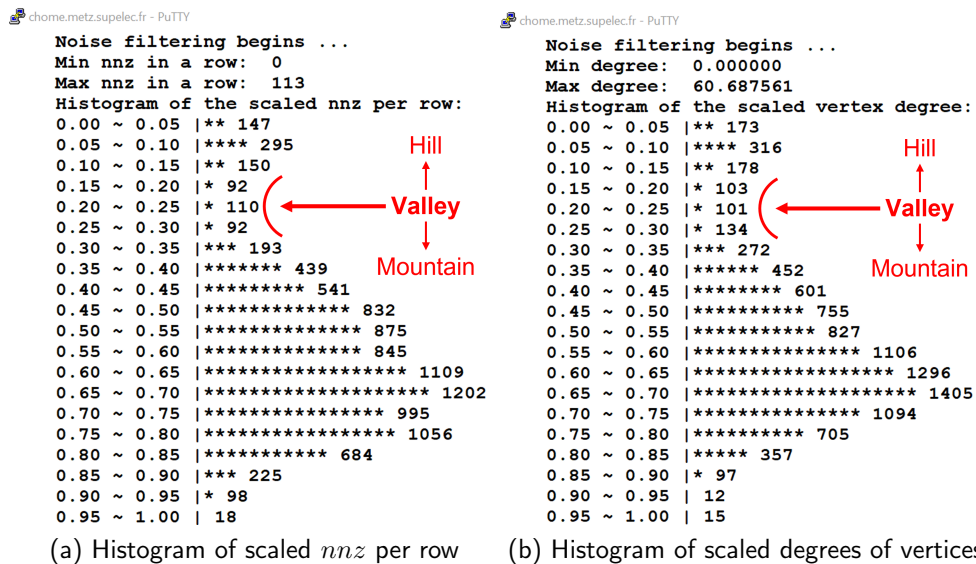 chome.metz.supelec.fr - PuTTY
Noise filtering begins ...
Min nnz in a row:  0
Max nnz in a row:  113
Histogram of the scaled nnz per row:
0.00 ~ 0.05 |** 147
0.05 ~ 0.10 |**** 295
0.10 ~ 0.15 |** 150
0.15 ~ 0.20 |* 92
0.20 ~ 0.25 |* 110
0.25 ~ 0.30 |* 92
0.30 ~ 0.35 |*** 193
0.35 ~ 0.40 |******* 439
0.40 ~ 0.45 |********* 541
0.45 ~ 0.50 |************* 832
0.50 ~ 0.55 |************** 875
0.55 ~ 0.60 |************** 845
0.60 ~ 0.65 |****************** 1109
0.65 ~ 0.70 |******************** 1202
0.70 ~ 0.75 |**************** 995
0.75 ~ 0.80 |***************** 1056
0.80 ~ 0.85 |*********** 684
0.85 ~ 0.90 |*** 225
0.90 ~ 0.95 |* 98
0.95 ~ 1.00 | 18
Hill
Valley
Mountain
(a) Histogram of scaled nnz per row
chome.metz.supelec.fr - PuTTY
Noise filtering begins ...
Min degree:  0.000000
Max degree:  60.687561
Histogram of the scaled vertex degree:
0.00 ~ 0.05 |** 173
0.05 ~ 0.10 |**** 316
0.10 ~ 0.15 |** 178
0.15 ~ 0.20 |* 103
0.20 ~ 0.25 |* 101
0.25 ~ 0.30 |* 134
0.30 ~ 0.35 |*** 272
0.35 ~ 0.40 |****** 452
0.40 ~ 0.45 |******** 601
0.45 ~ 0.50 |********** 755
0.50 ~ 0.55 |*********** 827
0.55 ~ 0.60 |*************** 1106
0.60 ~ 0.65 |****************** 1296
0.65 ~ 0.70 |******************** 1405
0.70 ~ 0.75 |*************** 1094
0.75 ~ 0.80 |********** 705
0.80 ~ 0.85 |***** 357
0.85 ~ 0.90 |* 97
0.90 ~ 0.95 | 12
0.95 ~ 1.00 | 15
Hill
Valley
Mountain
(b) Histogram of scaled degrees of vertices